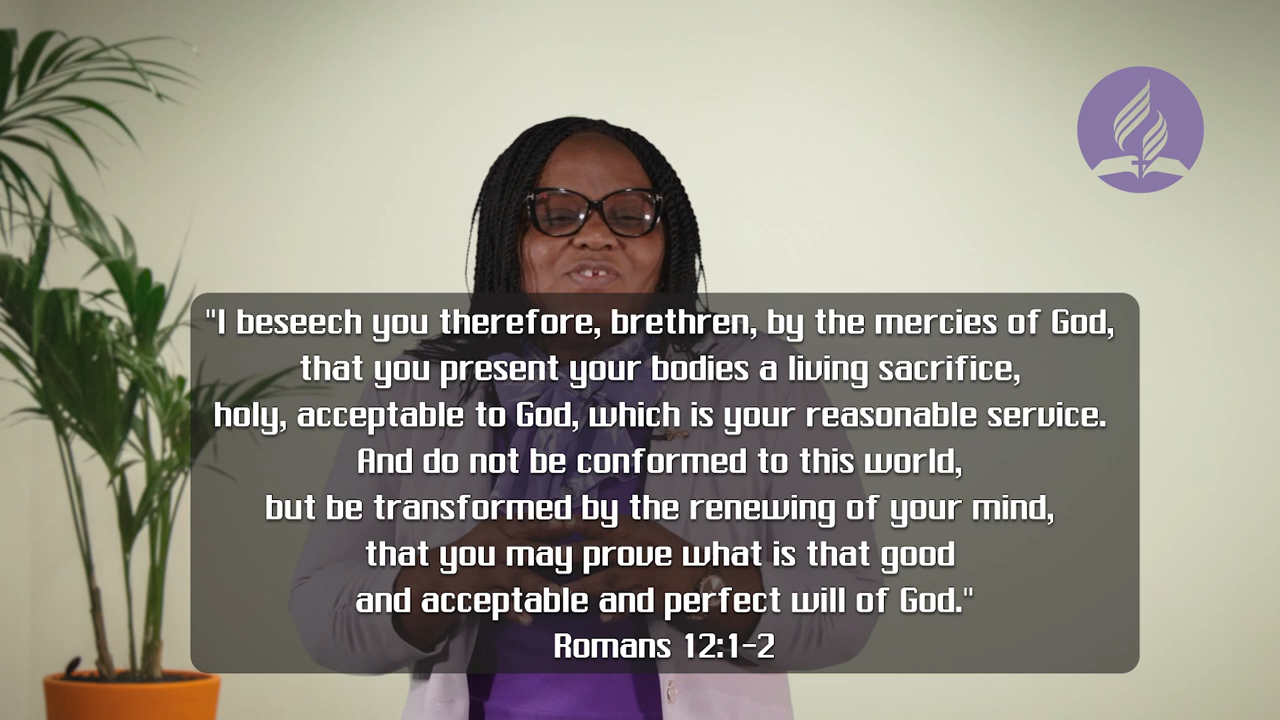 "I beseech you therefore, brethren, by the mercies of God,
that you present your bodies a living sacrifice,
holy, acceptable to God, which is your reasonable service.
And do not be conformed to this world,
but be transformed by the renewing of your mind,
that you may prove what is that good
and acceptable and perfect will of God."
Romans 12:1-2